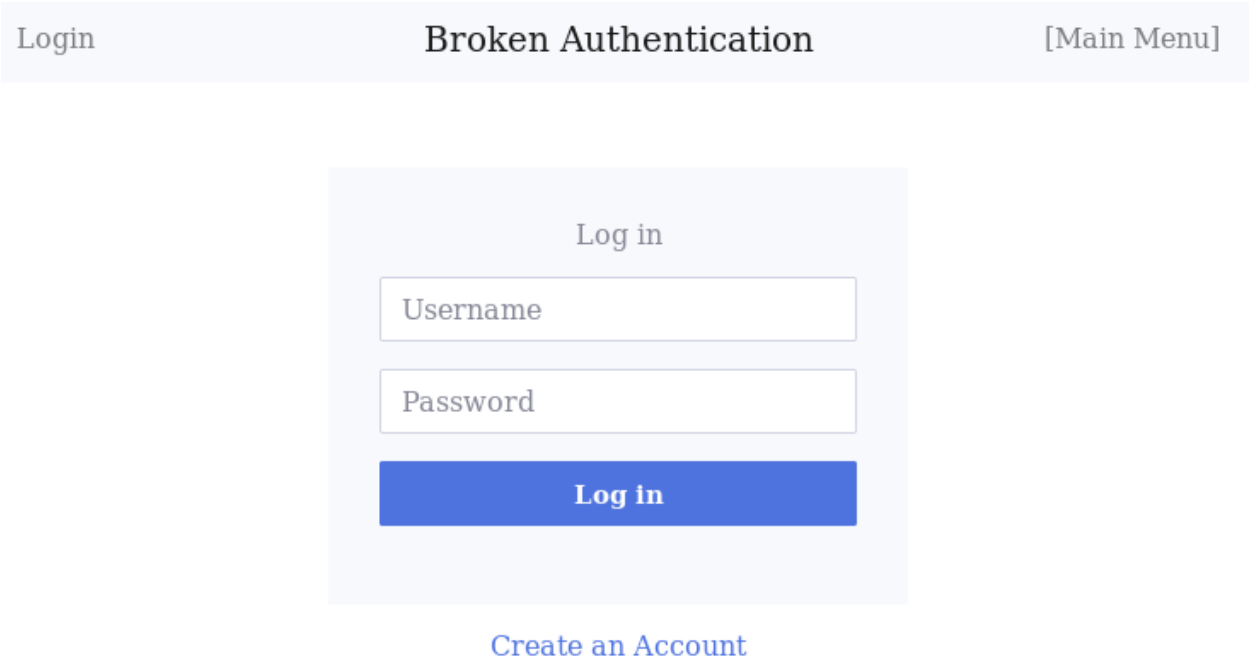 Login Broken Authentication [Main Menu]
Log in
Username
Password
Log in
Create an Account